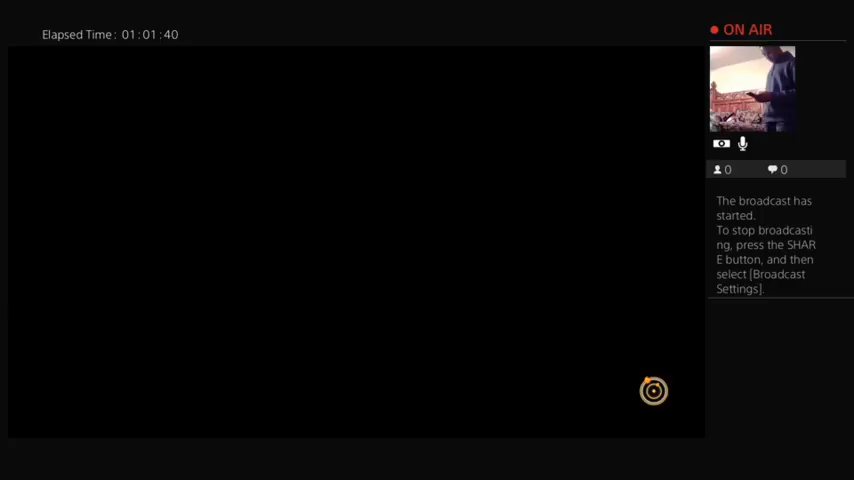 Elapsed Time: 01:01:40
ON AIR
0 0
The broadcast has
started.
To stop broadcasti
ng, press the SHAR
E button, and then
select [Broadcast
Settings].